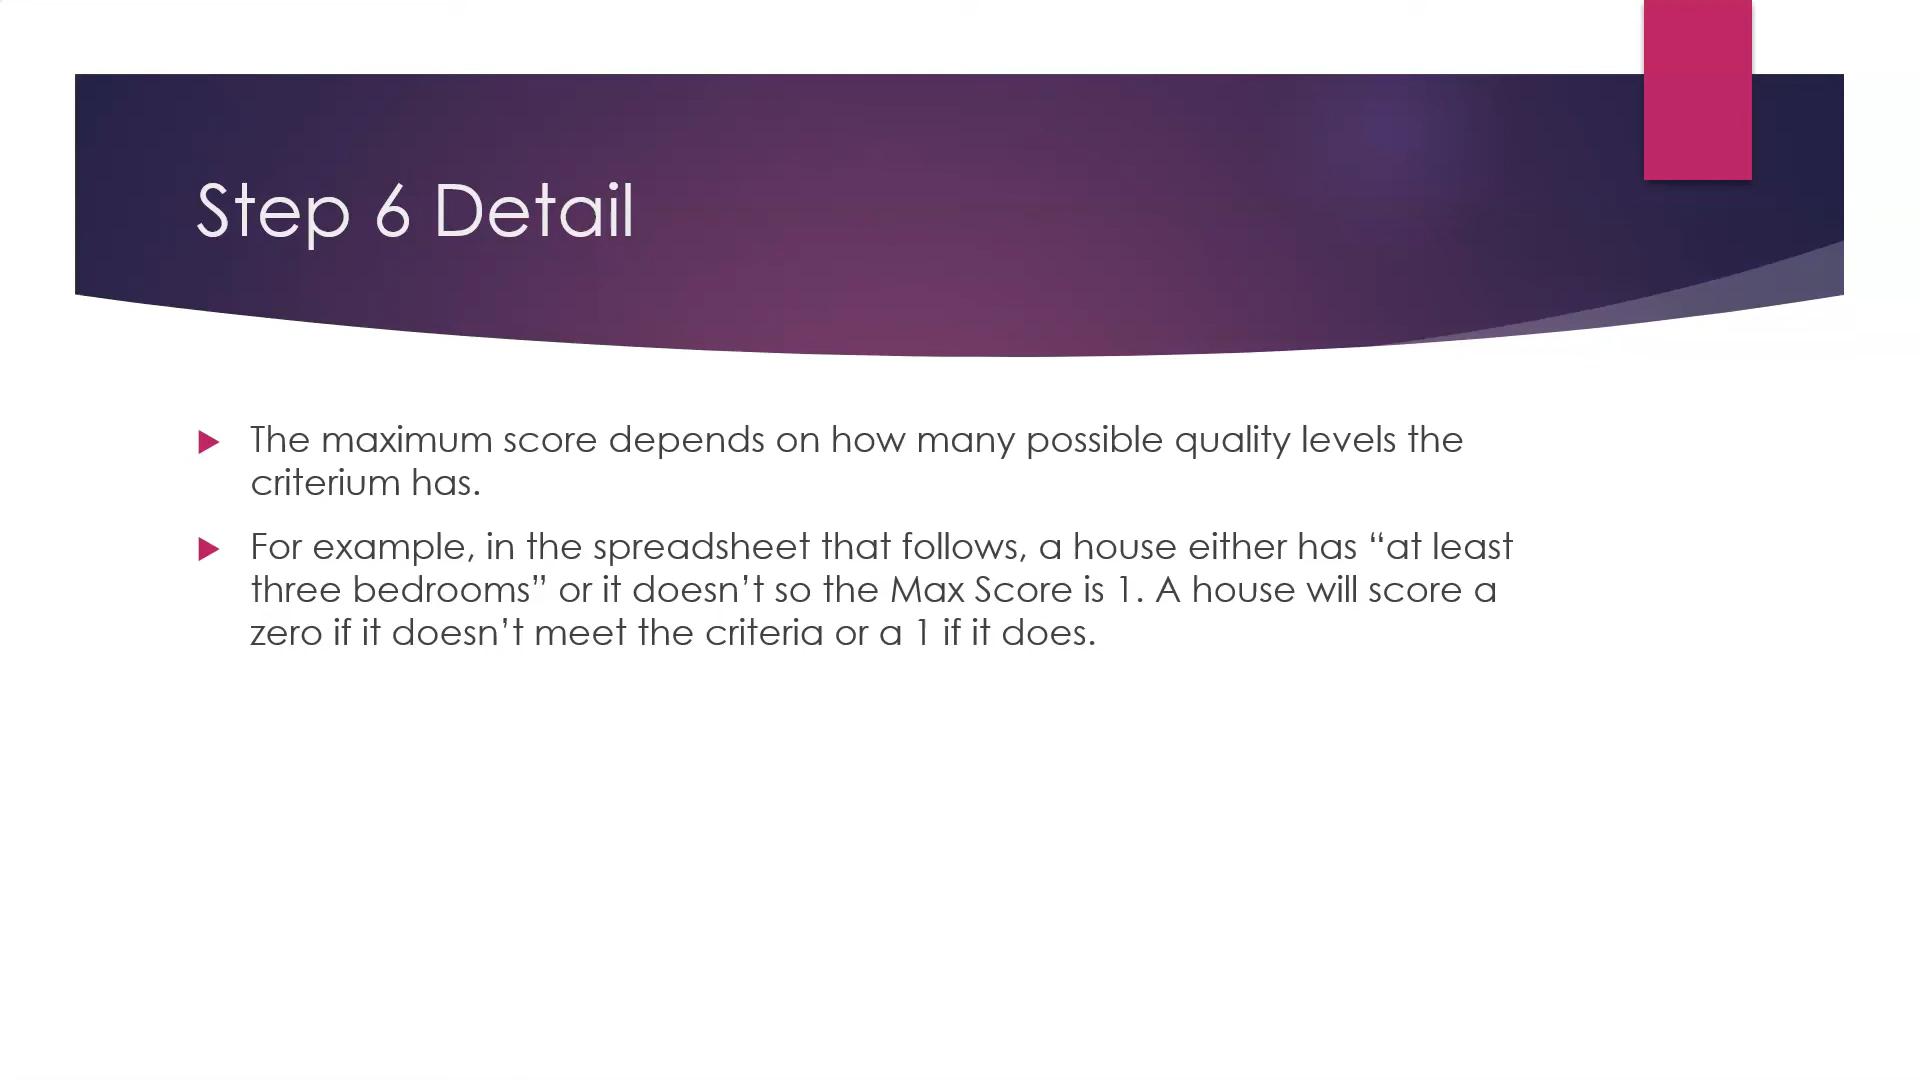 Step 6 Detail
The maximum score depends on how many possible quality levels the
criterium has.
For example, in the spreadsheet that follows, a house either has “at least
three bedrooms” or it doesn’t so the Max Score is 1. A house will score a
zero if it doesn’t meet the criteria or a 1 if it does.